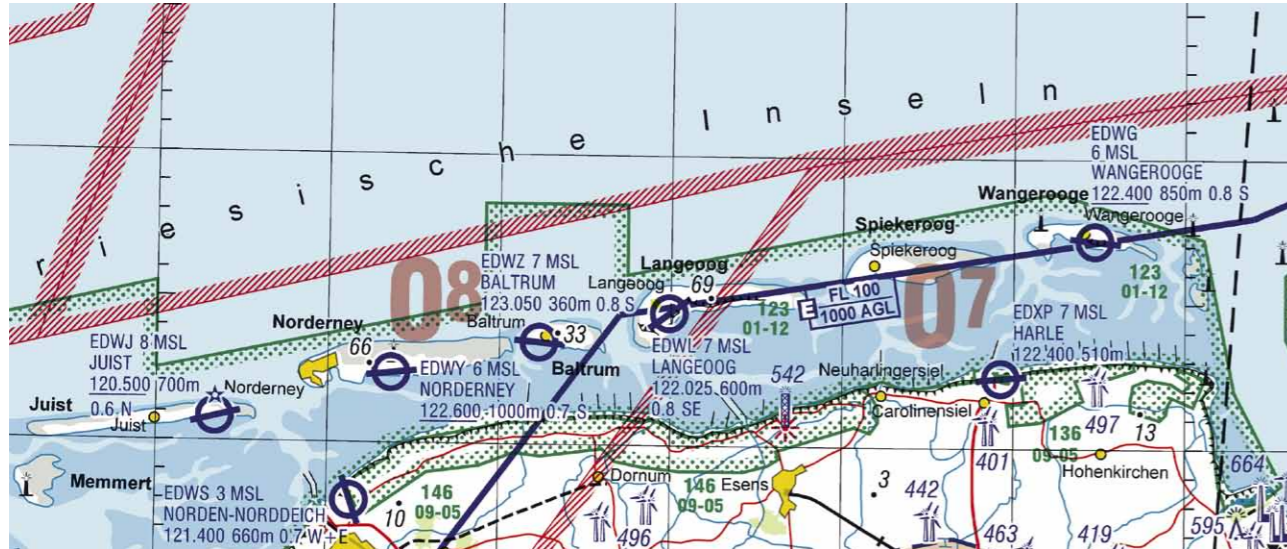 r i e s i s c h e I n s e l n
08
07
EDWG
6 MSL
WANGEROOGE
122.400 850m 0.8 S
Wangerooge
Wangerooge
Spiekeroog
Spiekeroog
Langeoog
Langeoog
69
EDWZ 7 MSL
BALTRUM
123.050 360m 0.8 S
Baltrum
33
Baltrum
123
01-12
E
FL 100
1000 AGL
123
01-12
EDXP 7 MSL
HARLE
122.400 510m
Norderney
66
EDWJ 8 MSL
JUIST
120.500 700m
0.6 N
Norderney
EDWY 6 MSL
NORDERNEY
122.600 1000m 0.7 S
EDWL 7 MSL
LANGEOOG
122.025 600m
0.8 SE
542
Neuharlingersiel
Carolinensiel
Juist
Juist
497
13
401
136
09-05
Hohenkirchen
664
Memmert
EDWS 3 MSL
NORDEN-NORDDEICH
121.400 660m 0.7 W+E
10
146
09-05
Dornum
146
09-05
Esens
3
442
496
463
419
595